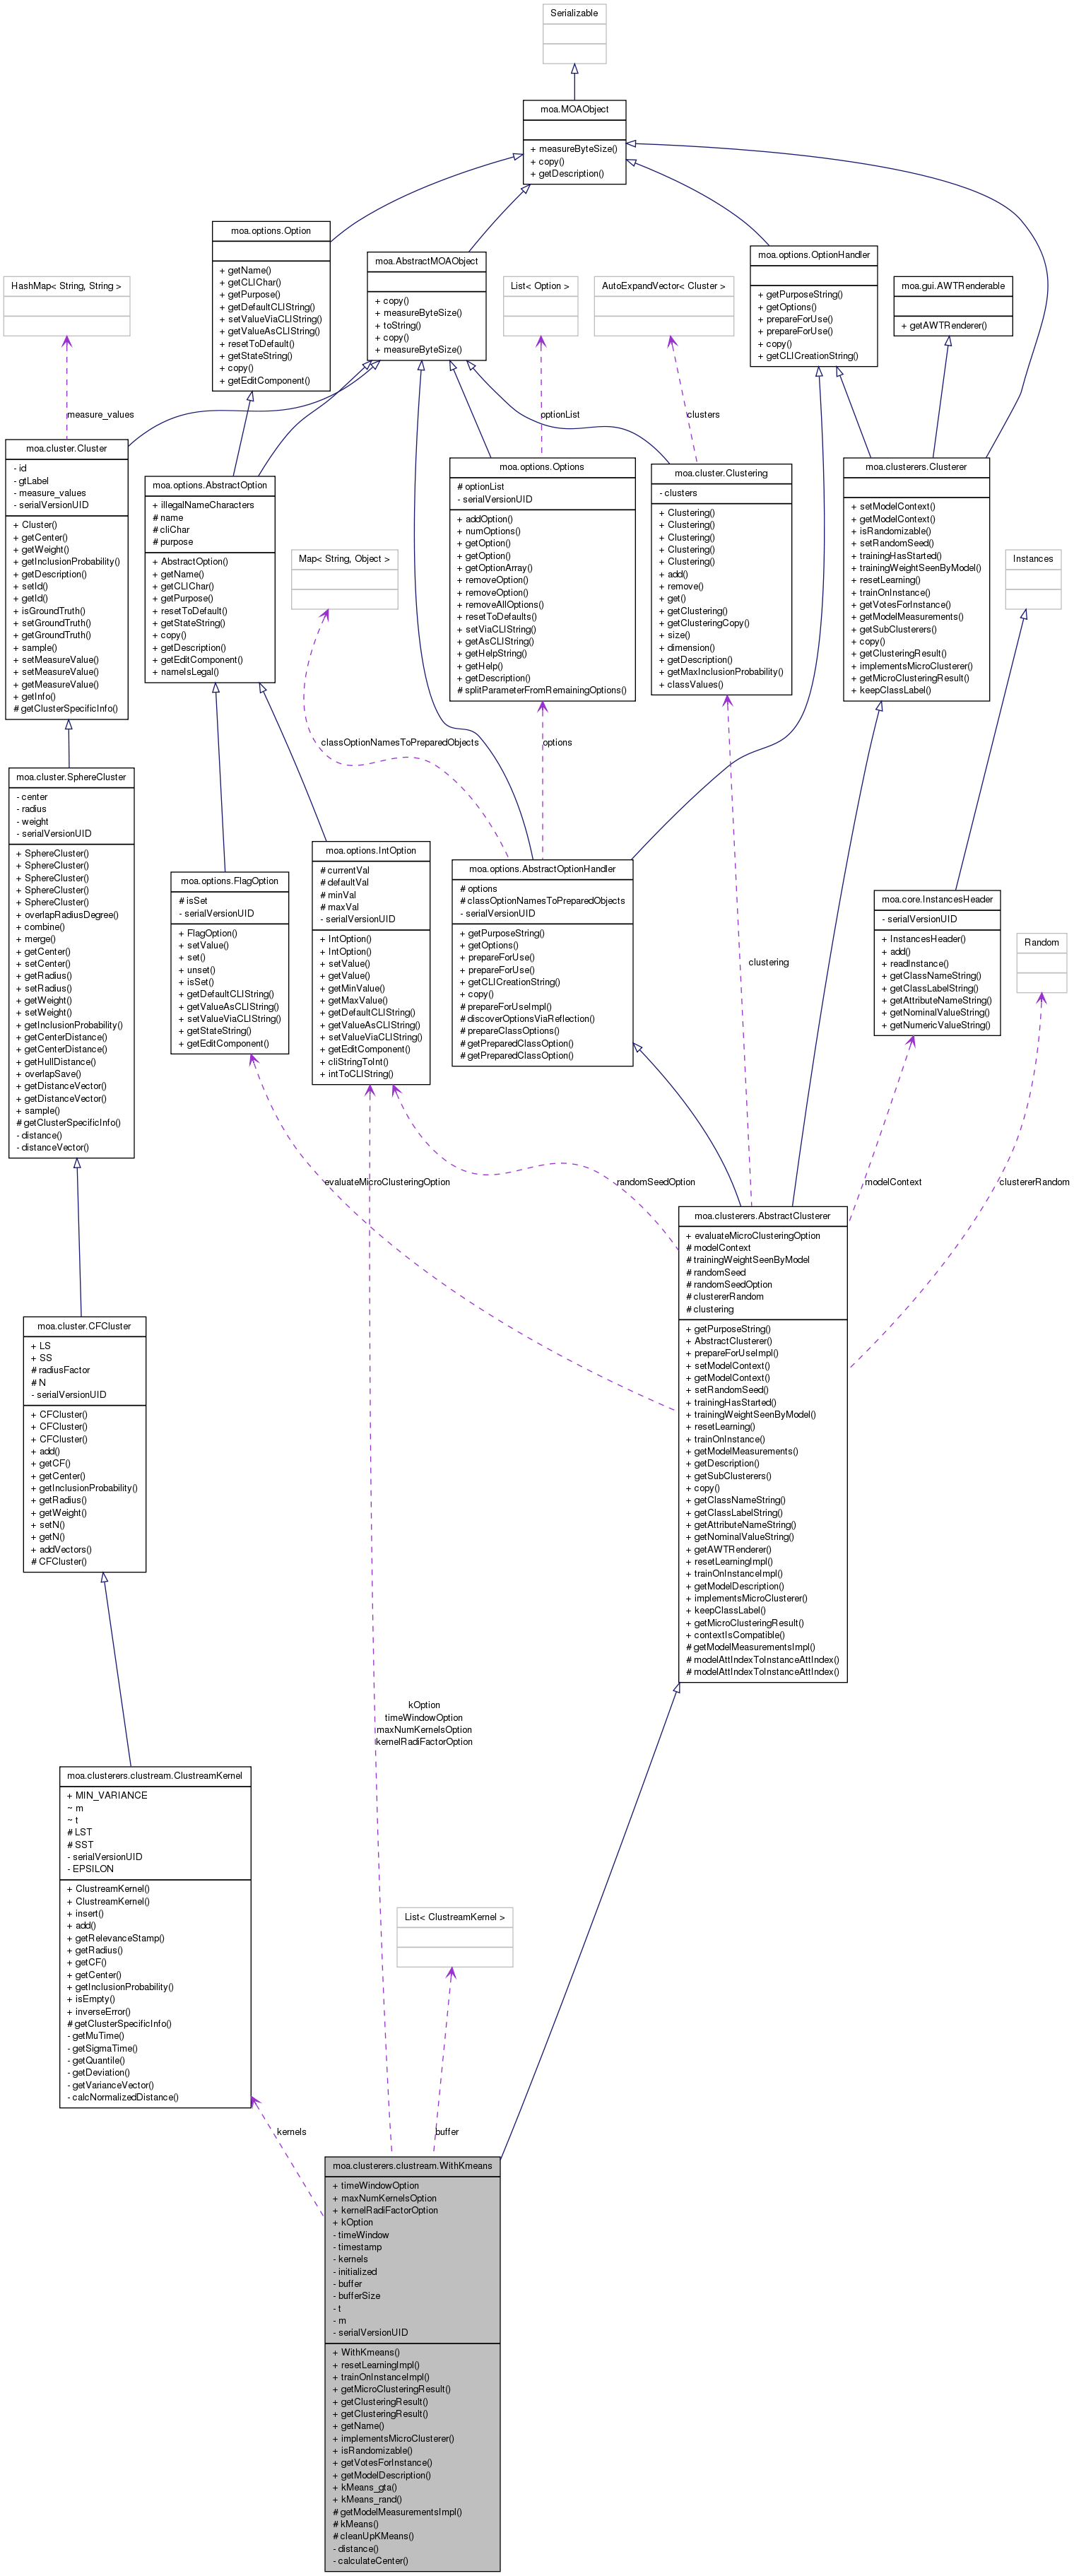 Serializable
moa.MOAObject
+ measureByteSize()
+ copy()
+ getDescription()
moa.options.Option
+ getName()
+ getCLIChar()
+ getPurpose()
+ getDefaultCLIString()
+ setValueViaCLIString()
+ getValueAsCLIString()
+ resetToDefault()
+ getStateString()
+ copy()
+ getEditComponent()
moa.AbstractMOAObject
+ copy()
+ measureByteSize()
+ toString()
+ copy()
+ measureByteSize()
moa.options.OptionHandler
+ getPurposeString()
+ getOptions()
+ prepareForUse()
+ prepareForUse()
+ copy()
+ getCLICreationString()
HashMap< String, String >
List< Option >
AutoExpandVector< Cluster >
moa.gui.AWTRenderable
+ getAWTRenderer()
measure_values
optionList
clusters
moa.cluster.Cluster
- id
- gtLabel
- measure_values
- serialVersionUID
+ Cluster()
+ getCenter()
+ getWeight()
+ getInclusionProbability()
+ getDescription()
+ setId()
+ getId()
+ isGroundTruth()
+ setGroundTruth()
+ getGroundTruth()
+ sample()
+ setMeasureValue()
+ setMeasureValue()
+ getMeasureValue()
+ getInfo()
# getClusterSpecificInfo()
moa.options.AbstractOption
+ illegalNameCharacters
# name
# cliChar
# purpose
+ AbstractOption()
+ getName()
+ getCLIChar()
+ getPurpose()
+ resetToDefault()
+ getStateString()
+ copy()
+ getDescription()
+ getEditComponent()
+ nameIsLegal()
moa.options.Options
# optionList
- serialVersionUID
+ addOption()
+ numOptions()
+ getOption()
+ getOption()
+ getOptionArray()
+ removeOption()
+ removeOption()
+ removeAllOptions()
+ resetToDefaults()
+ setViaCLIString()
+ getAsCLIString()
+ getHelpString()
+ getHelp()
+ getDescription()
# splitParameterFromRemainingOptions()
moa.cluster.Clustering
- clusters
+ Clustering()
+ Clustering()
+ Clustering()
+ Clustering()
+ Clustering()
+ add()
+ remove()
+ get()
+ getClustering()
+ getClusteringCopy()
+ size()
+ dimension()
+ getDescription()
+ getMaxInclusionProbability()
+ classValues()
moa.clusterers.Clusterer
+ setModelContext()
+ getModelContext()
+ isRandomizable()
+ setRandomSeed()
+ trainingHasStarted()
+ trainingWeightSeenByModel()
+ resetLearning()
+ trainOnInstance()
+ getVotesForInstance()
+ getModelMeasurements()
+ getSubClusterers()
+ copy()
+ getClusteringResult()
+ implementsMicroClusterer()
+ getMicroClusteringResult()
+ keepClassLabel()
Map< String, Object >
Instances
classOptionNamesToPreparedObjects
options
moa.cluster.SphereCluster
- center
- radius
- weight
- serialVersionUID
+ SphereCluster()
+ SphereCluster()
+ SphereCluster()
+ SphereCluster()
+ SphereCluster()
+ overlapRadiusDegree()
+ combine()
+ merge()
+ getCenter()
+ setCenter()
+ getRadius()
+ setRadius()
+ getWeight()
+ setWeight()
+ getInclusionProbability()
+ getCenterDistance()
+ getCenterDistance()
+ getHullDistance()
+ overlapSave()
+ getDistanceVector()
+ getDistanceVector()
+ sample()
# getClusterSpecificInfo()
- distance()
- distanceVector()
moa.options.FlagOption
# isSet
- serialVersionUID
+ FlagOption()
+ setValue()
+ set()
+ unset()
+ isSet()
+ getDefaultCLIString()
+ getValueAsCLIString()
+ setValueViaCLIString()
+ getStateString()
+ getEditComponent()
moa.options.IntOption
# currentVal
# defaultVal
# minVal
# maxVal
- serialVersionUID
+ IntOption()
+ IntOption()
+ setValue()
+ getValue()
+ getMinValue()
+ getMaxValue()
+ getDefaultCLIString()
+ getValueAsCLIString()
+ setValueViaCLIString()
+ getEditComponent()
+ cliStringToInt()
+ intToCLIString()
moa.options.AbstractOptionHandler
# options
# classOptionNamesToPreparedObjects
- serialVersionUID
+ getPurposeString()
+ getOptions()
+ prepareForUse()
+ prepareForUse()
+ getCLICreationString()
+ copy()
# prepareForUseImpl()
# discoverOptionsViaReflection()
# prepareClassOptions()
# getPreparedClassOption()
# getPreparedClassOption()
clustering
moa.core.InstancesHeader
- serialVersionUID
+ InstancesHeader()
+ add()
+ readInstance()
+ getClassNameString()
+ getClassLabelString()
+ getAttributeNameString()
+ getNominalValueString()
+ getNumericValueString()
Random
evaluateMicroClusteringOption
randomSeedOption
modelContext
clustererRandom
moa.clusterers.AbstractClusterer
+ evaluateMicroClusteringOption
# modelContext
# trainingWeightSeenByModel
# randomSeed
# randomSeedOption
# clustererRandom
# clustering
+ getPurposeString()
+ AbstractClusterer()
+ prepareForUseImpl()
+ setModelContext()
+ getModelContext()
+ setRandomSeed()
+ trainingHasStarted()
+ trainingWeightSeenByModel()
+ resetLearning()
+ trainOnInstance()
+ getModelMeasurements()
+ getDescription()
+ getSubClusterers()
+ copy()
+ getClassNameString()
+ getClassLabelString()
+ getAttributeNameString()
+ getNominalValueString()
+ getAWTRenderer()
+ resetLearningImpl()
+ trainOnInstanceImpl()
+ getModelDescription()
+ implementsMicroClusterer()
+ keepClassLabel()
+ getMicroClusteringResult()
+ contextIsCompatible()
# getModelMeasurementsImpl()
# modelAttIndexToInstanceAttIndex()
# modelAttIndexToInstanceAttIndex()
moa.cluster.CFCluster
+ LS
+ SS
# radiusFactor
# N
- serialVersionUID
+ CFCluster()
+ CFCluster()
+ CFCluster()
+ add()
+ getCF()
+ getCenter()
+ getInclusionProbability()
+ getRadius()
+ getWeight()
+ setN()
+ getN()
+ addVectors()
# CFCluster()
kOption
timeWindowOption
maxNumKernelsOption
kernelRadiFactorOption
moa.clusterers.clustream.ClustreamKernel
+ MIN_VARIANCE
~ m
~ t
# LST
# SST
- serialVersionUID
- EPSILON
+ ClustreamKernel()
+ ClustreamKernel()
+ insert()
+ add()
+ getRelevanceStamp()
+ getRadius()
+ getCF()
+ getCenter()
+ getInclusionProbability()
+ isEmpty()
+ inverseError()
# getClusterSpecificInfo()
- getMuTime()
- getSigmaTime()
- getQuantile()
- getDeviation()
- getVarianceVector()
- calcNormalizedDistance()
List< ClustreamKernel >
kernels
buffer
moa.clusterers.clustream.WithKmeans
+ timeWindowOption
+ maxNumKernelsOption
+ kernelRadiFactorOption
+ kOption
- timeWindow
- timestamp
- kernels
- initialized
- buffer
- bufferSize
- t
- m
- serialVersionUID
+ WithKmeans()
+ resetLearningImpl()
+ trainOnInstanceImpl()
+ getMicroClusteringResult()
+ getClusteringResult()
+ getClusteringResult()
+ getName()
+ implementsMicroClusterer()
+ isRandomizable()
+ getVotesForInstance()
+ getModelDescription()
+ kMeans_gta()
+ kMeans_rand()
# getModelMeasurementsImpl()
# kMeans()
# cleanUpKMeans()
- distance()
- calculateCenter()